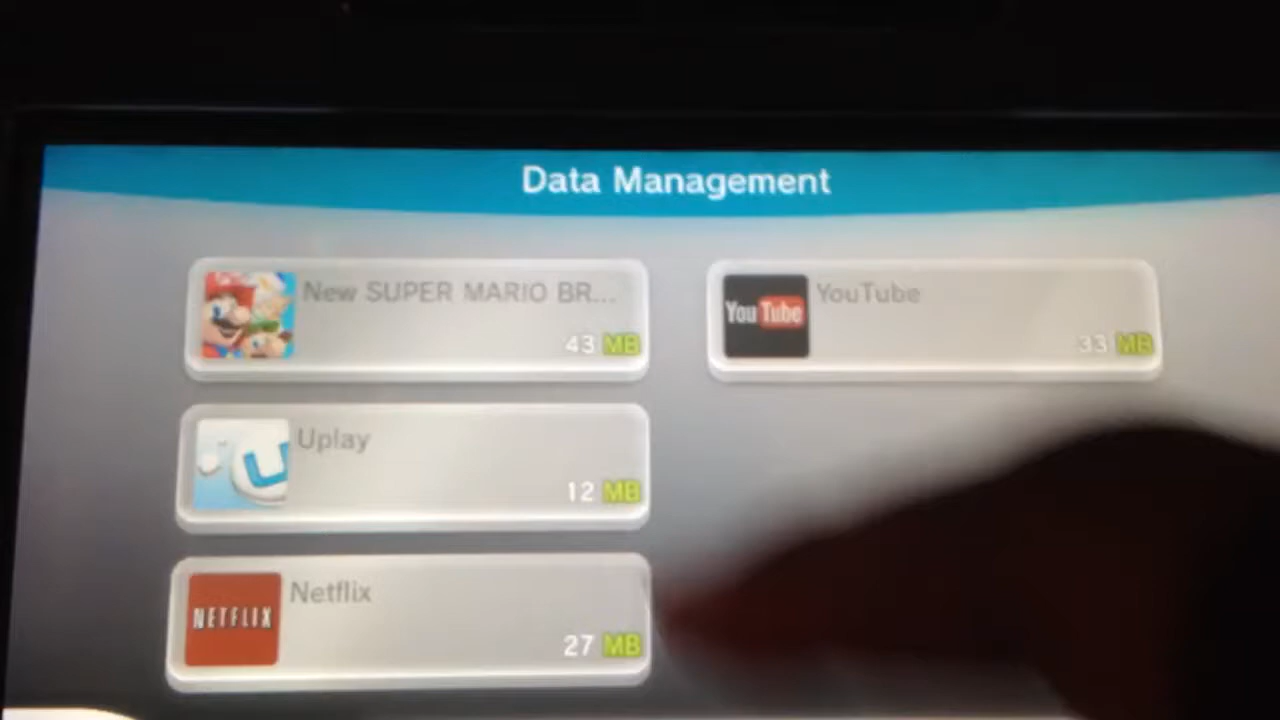 Data Management
New SUPER MARIO BR...
43 MB
YouTube
You Tube
33 MB
Uplay
U
12 MB
Netflix
NETFLIX
27 MB